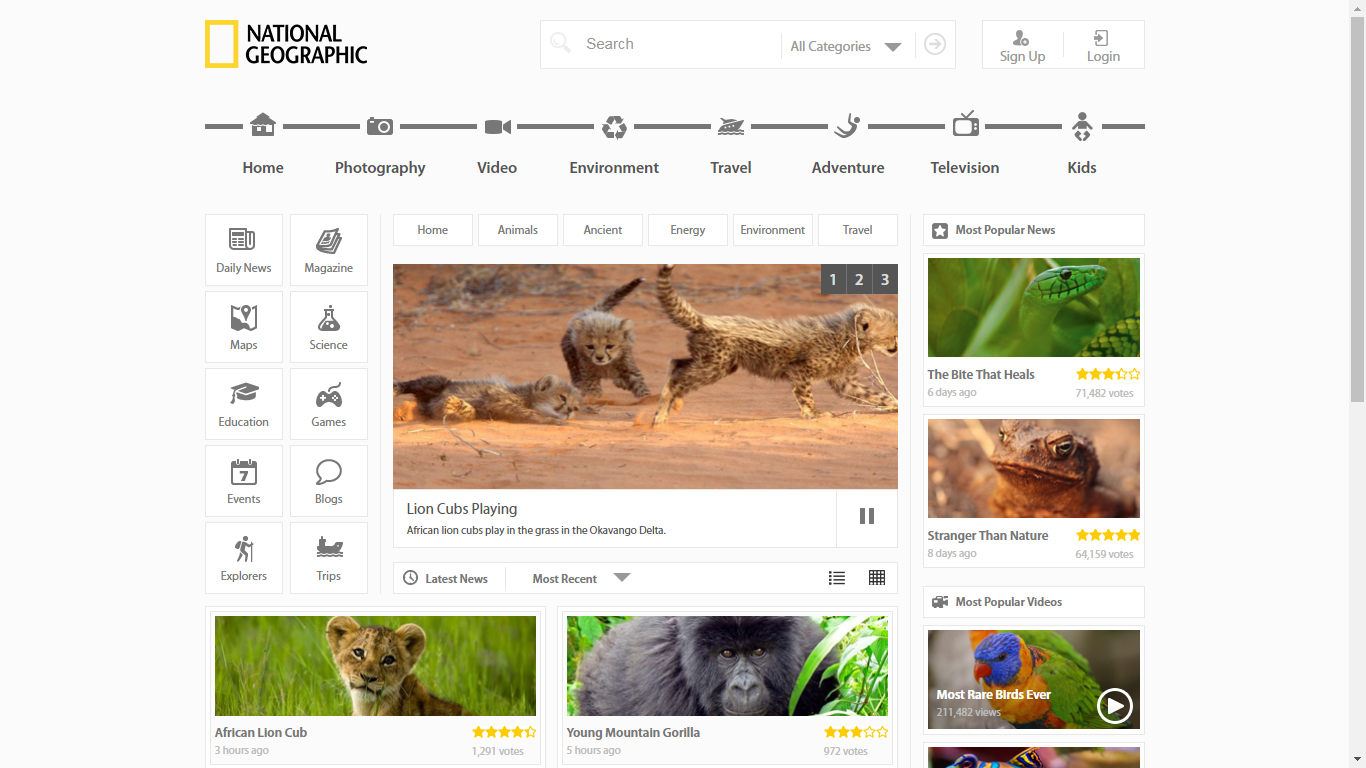 NATIONAL
GEOGRAPHIC
Search
All Categories
Sign Up
Login
Home
Photography
Video
Environment
Travel
Adventure
Television
Kids
Daily News
Magazine
Maps
Science
Education
Games
7
Events
Blogs
Explorers
Trips
Home
Animals
Ancient
Energy
Environment
Travel
1 2 3
Lion Cubs Playing
African lion cubs play in the grass in the Okavango Delta.
Latest News
Most Recent
African Lion Cub
3 hours ago
1,291 votes
Young Mountain Gorilla
5 hours ago
972 votes
Most Popular News
The Bite That Heals
6 days ago
71,482 votes
Stranger Than Nature
8 days ago
64,159 votes
Most Popular Videos
Most Rare Birds Ever
211,482 views